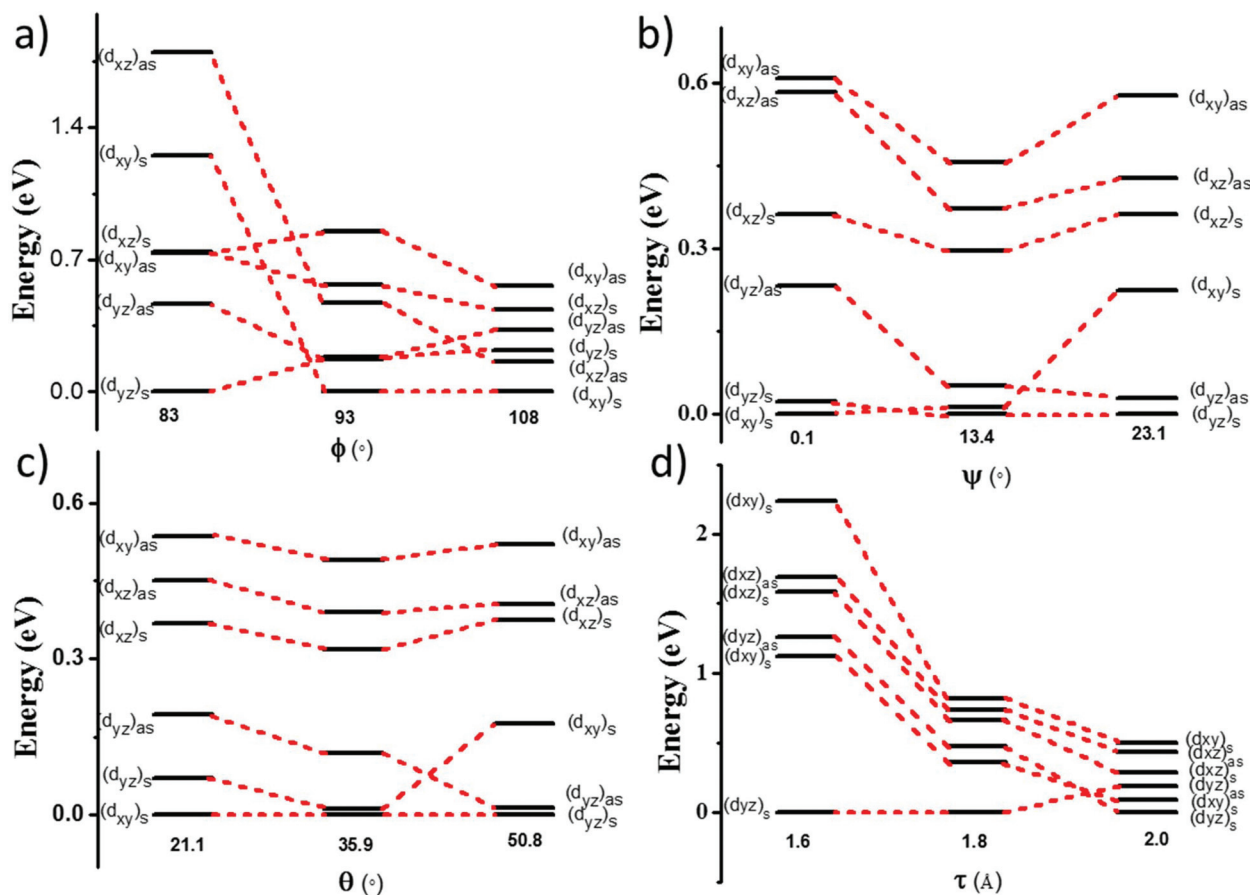 a)
(dxz)as
1.4
(dxy)s
(dxz)s
0.7
(dxy)as
(dyz)as
0.0
(dyz)s
(dxy)as
(dxz)s
(dyz)as
(dyz)s
(dxz)as
(dxy)s
83
93
108
Energy (eV)
ϕ (°)
b)
(dxy)as
0.6
(dxz)as
(dxz)s
0.3
(dyz)as
(dyz)s
0.0
(dxy)s
(dxy)as
(dxz)as
(dxz)s
(dxy)s
(dyz)as
(dyz)s
0.1
13.4
23.1
Energy (eV)
ψ (°)
c)
0.6
(dxy)as
(dxz)as
(dxz)s
0.3
(dyz)as
(dyz)s
0.0
(dxy)s
(dxy)as
(dxz)as
(dxz)s
(dxy)s
(dyz)as
(dyz)s
21.1
35.9
50.8
Energy (eV)
θ (°)
d)
(dxy)s
2
(dxz)as
(dxz)s
(dyz)as
(dxy)s
1
0
(dyz)s
(dxy)s
(dxz)as
(dxz)s
(dyz)as
(dxy)s
(dyz)s
1.6
1.8
2.0
Energy (eV)
τ (Å)